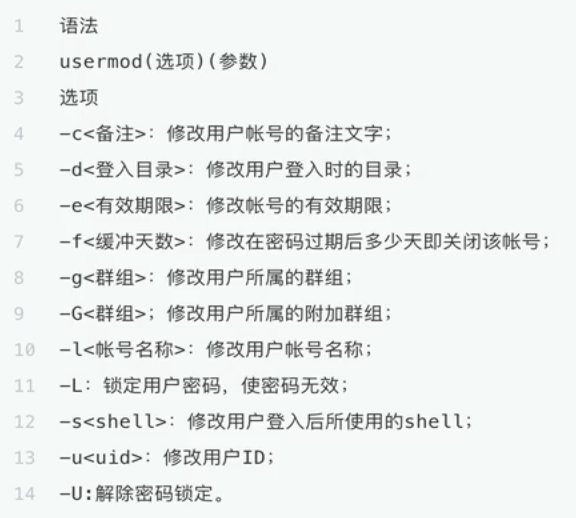 1 语法
2 usermod(选项)(参数)
3 选项
4 -c<备注>：修改用户帐号的备注文字；
5 -d<登入目录>：修改用户登入时的目录；
6 -e<有效期限>：修改帐号的有效期限；
7 -f<缓冲天数>：修改在密码过期后多少天即关闭该帐号；
8 -g<群组>：修改用户所属的群组；
9 -G<群组>；修改用户所属的附加群组；
10 -l<帐号名称>：修改用户帐号名称；
11 -L：锁定用户密码，使密码无效；
12 -s<shell>：修改用户登入后所使用的shell；
13 -u<uid>：修改用户ID；
14 -U:解除密码锁定。